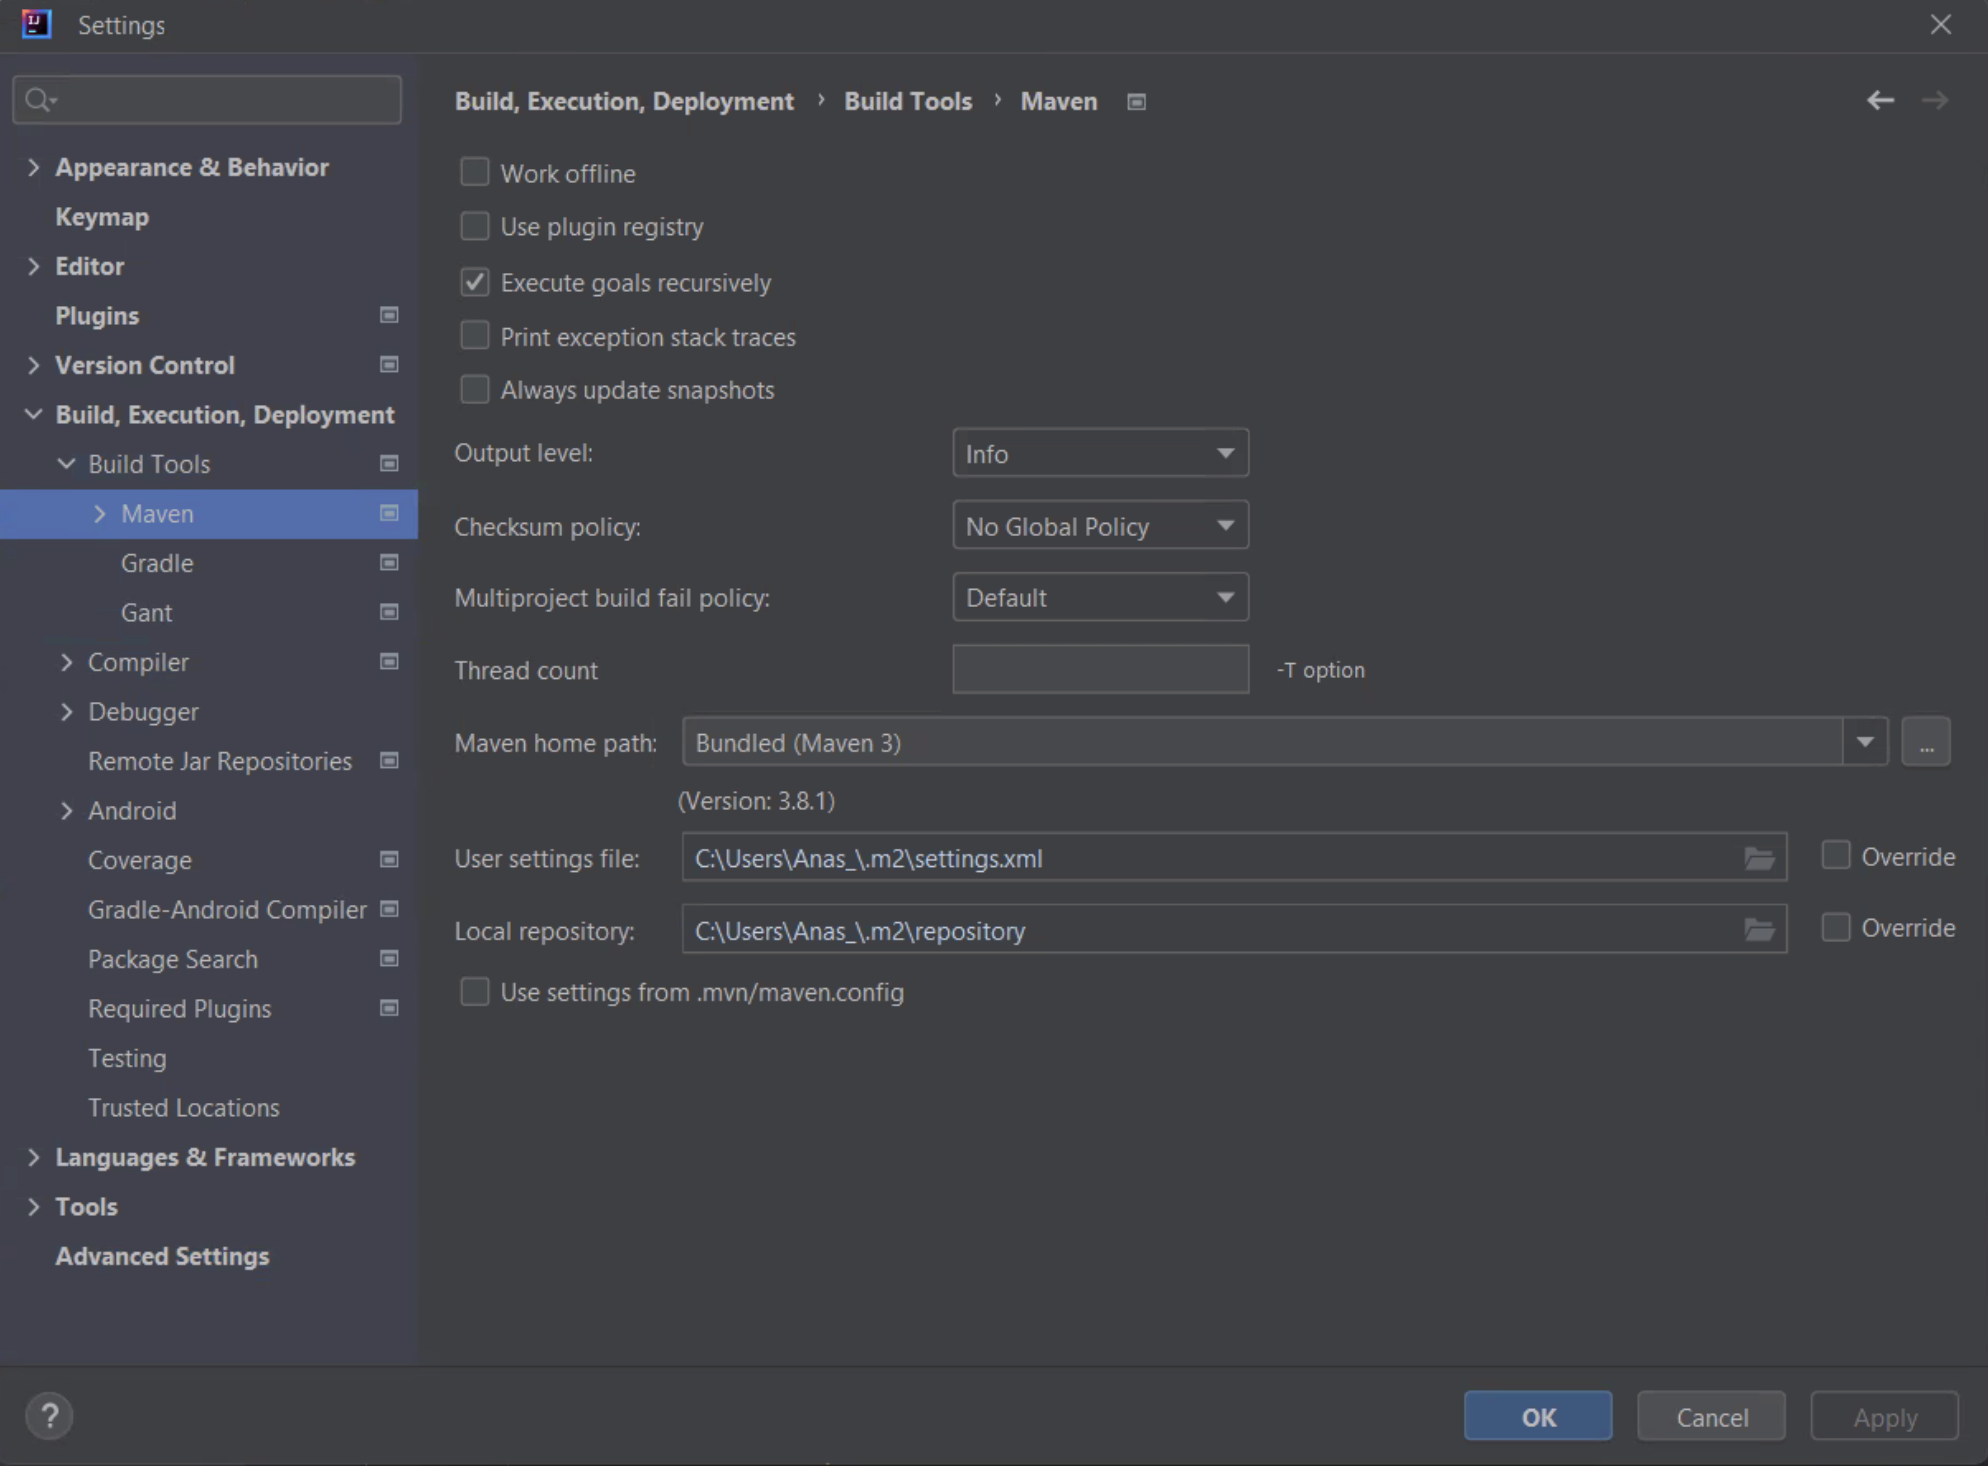 Settings
Appearance & Behavior
Keymap
Editor
Plugins
Version Control
Build, Execution, Deployment
Build Tools
Maven
Gradle
Gant
Compiler
Debugger
Remote Jar Repositories
Android
Coverage
Gradle-Android Compiler
Package Search
Required Plugins
Testing
Trusted Locations
Languages & Frameworks
Tools
Advanced Settings
Build, Execution, Deployment › Build Tools › Maven
Work offline
Use plugin registry
Execute goals recursively
Print exception stack traces
Always update snapshots
Output level: Info
Checksum policy: No Global Policy
Multiproject build fail policy: Default
Thread count -T option
Maven home path: Bundled (Maven 3) ...
(Version: 3.8.1)
User settings file: C:\Users\Anas_\.m2\settings.xml Override
Local repository: C:\Users\Anas_\.m2\repository Override
Use settings from .mvn/maven.config
? OK Cancel Apply